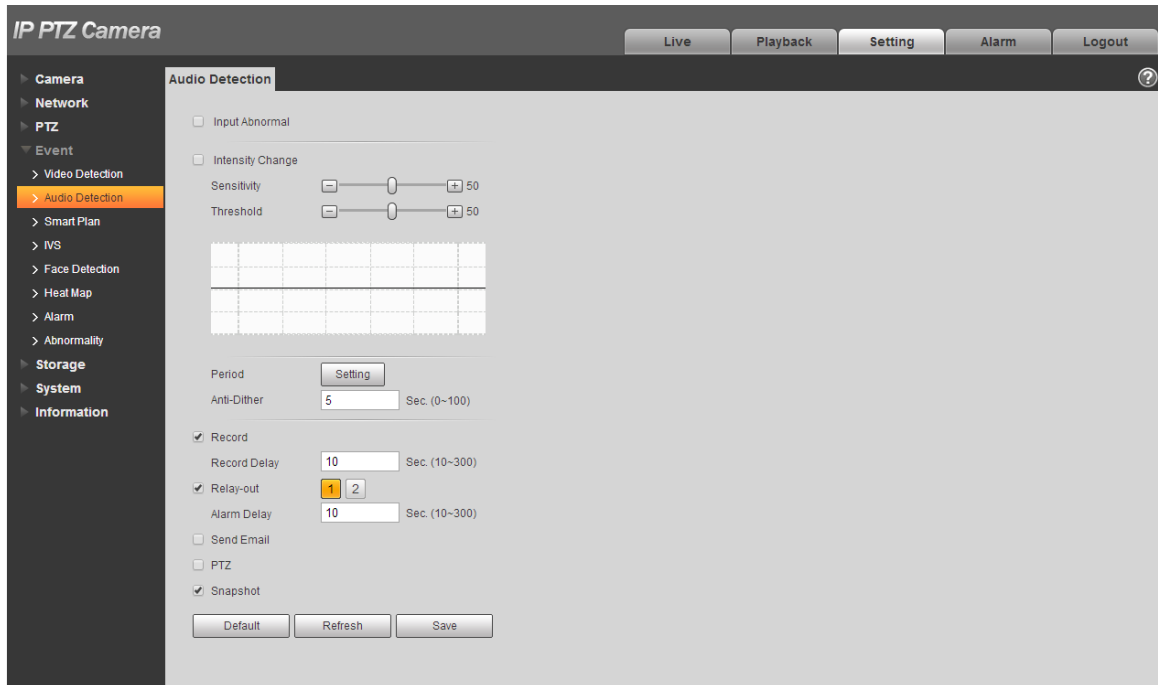 IP PTZ Camera
Live
Playback
Setting
Alarm
Logout
Camera
Network
PTZ
Event
Video Detection
Audio Detection
Smart Plan
IVS
Face Detection
Heat Map
Alarm
Abnormality
Storage
System
Information
Audio Detection
?
Input Abnormal
Intensity Change
Sensitivity - + 50
Threshold - + 50
Period Setting
Anti-Dither 5 Sec. (0~100)
Record
Record Delay 10 Sec. (10~300)
Relay-out 1 2
Alarm Delay 10 Sec. (10~300)
Send Email
PTZ
Snapshot
Default Refresh Save